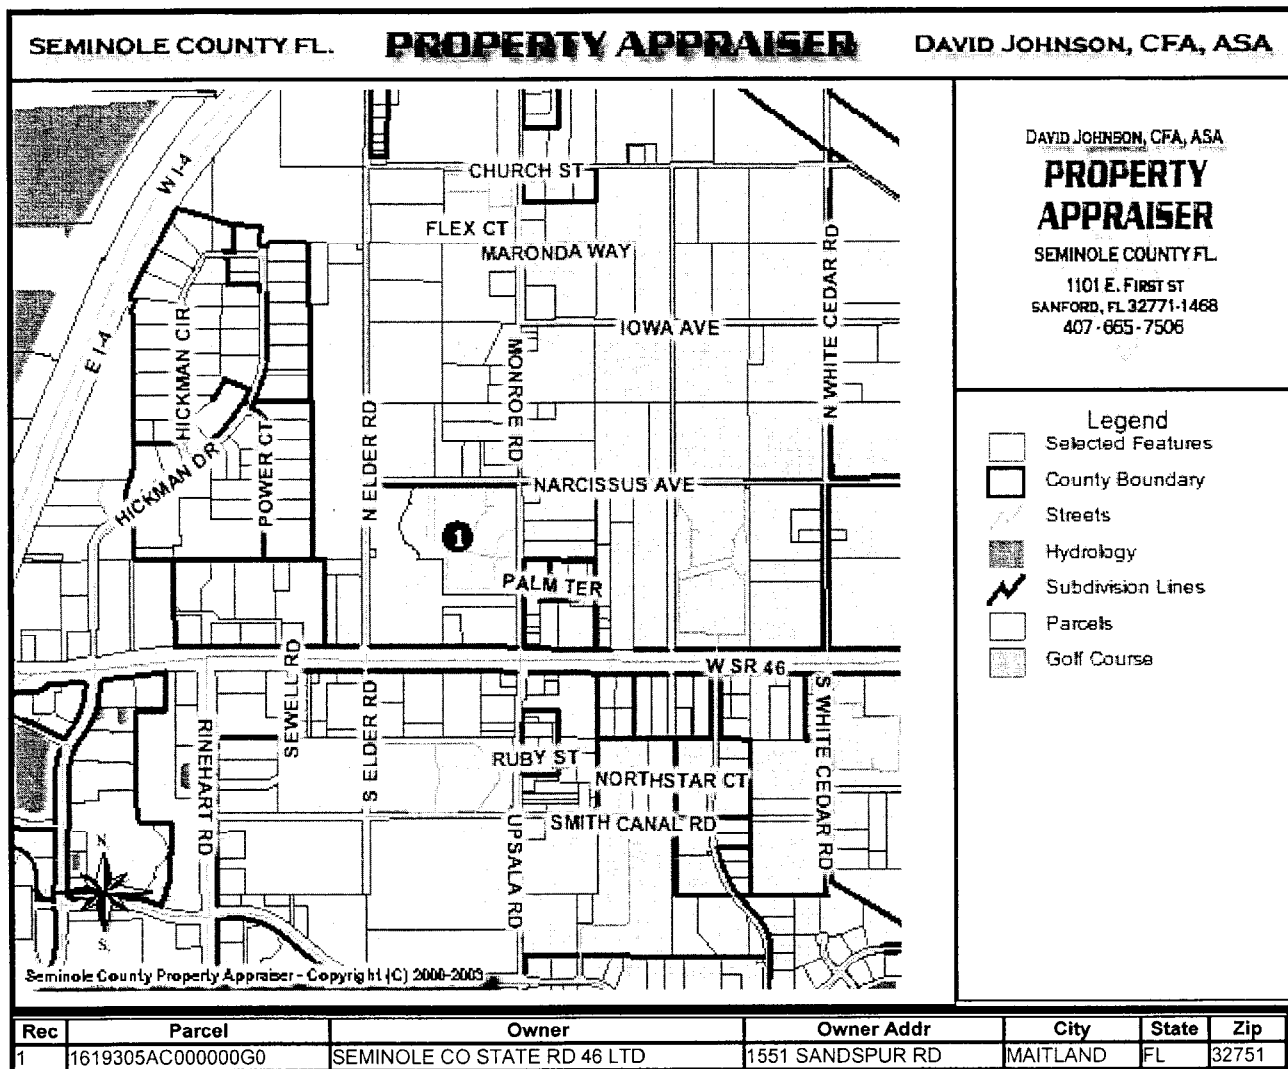 SEMINOLE COUNTY FL. PROPERTY APPRAISER DAVID JOHNSON, CFA, ASA
DAVID JOHNSON, CFA, ASA
PROPERTY
APPRAISER
SEMINOLE COUNTY FL.
1101 E. FIRST ST
SANFORD, FL 32771-1468
407-665-7506
W I-4
E I-4
CHURCH ST
FLEX CT
MARONDA WAY
IOWA AVE
HICKMAN CIR
HICKMAN DR
POWER CT
N ELDER RD
MONROE RD
N WHITE CEDAR RD
NARCISSUS AVE
1
PALM TER
W SR 46
SEWELL RD
RINEHART RD
S ELDER RD
RUBY ST
NORTHSTAR CT
SMITH CANAL RD
UPSALA RD
S WHITE CEDAR RD
N
S
Seminole County Property Appraiser - Copyright (C) 2000-2003
Legend
Selected Features
County Boundary
Streets
Hydrology
Subdivision Lines
Parcels
Golf Course
Rec Parcel Owner Owner Addr City State Zip
1 1619305AC000000G0 SEMINOLE CO STATE RD 46 LTD 1551 SANDSPUR RD MAITLAND FL 32751